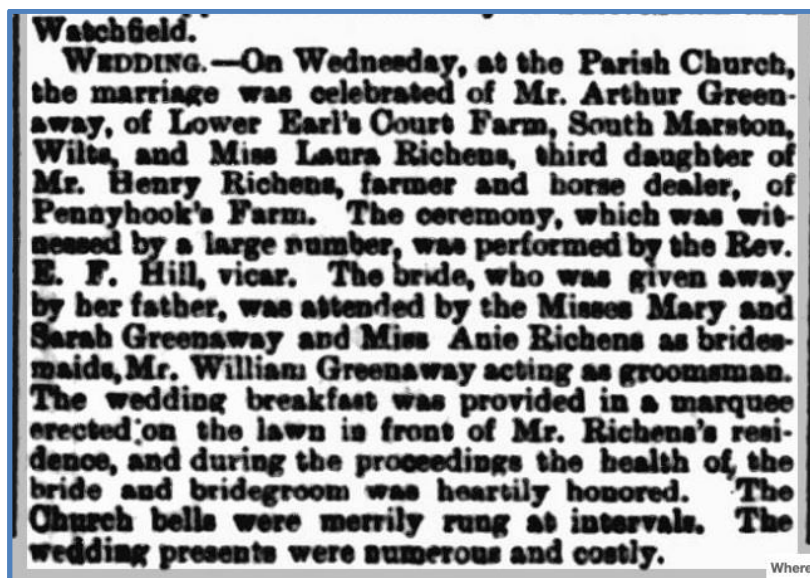 Watchfield.
WEDDING.—On Wednesday, at the Parish Church,
the marriage was celebrated of Mr. Arthur Green-
away, of Lower Earl's Court Farm, South Marston,
Wilts, and Miss Laura Richens, third daughter of
Mr. Henry Richens, farmer and horse dealer, of
Pennyhook's Farm. The ceremony, which was wit-
nessed by a large number, was performed by the Rev.
E. F. Hill, vicar. The bride, who was given away
by her father, was attended by the Misses Mary and
Sarah Greenaway and Miss Anie Richens as brides-
maids, Mr. William Greenaway acting as groomsman.
The wedding breakfast was provided in a marquee
erected on the lawn in front of Mr. Richens's resi-
dence, and during the proceedings the health of the
bride and bridegroom was heartily honored. The
Church bells were merrily rung at intervals. The
wedding presents were numerous and costly.
Where